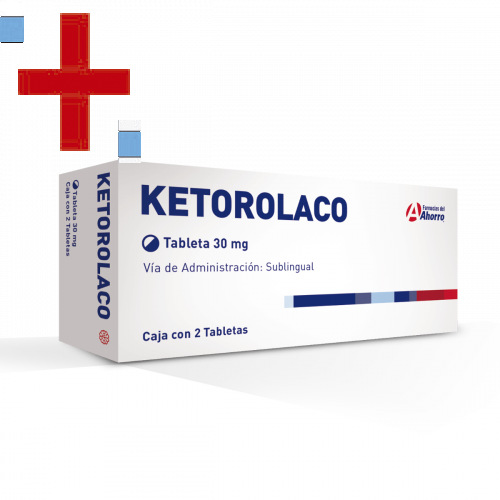 KETOROLACO
Tableta 30 mg
Vía de Administración: Sublingual
Caja con 2 Tabletas
Farmacias del
Ahorro
KETOROLACO
Tableta 30 mg
Caja con 2 Tabletas